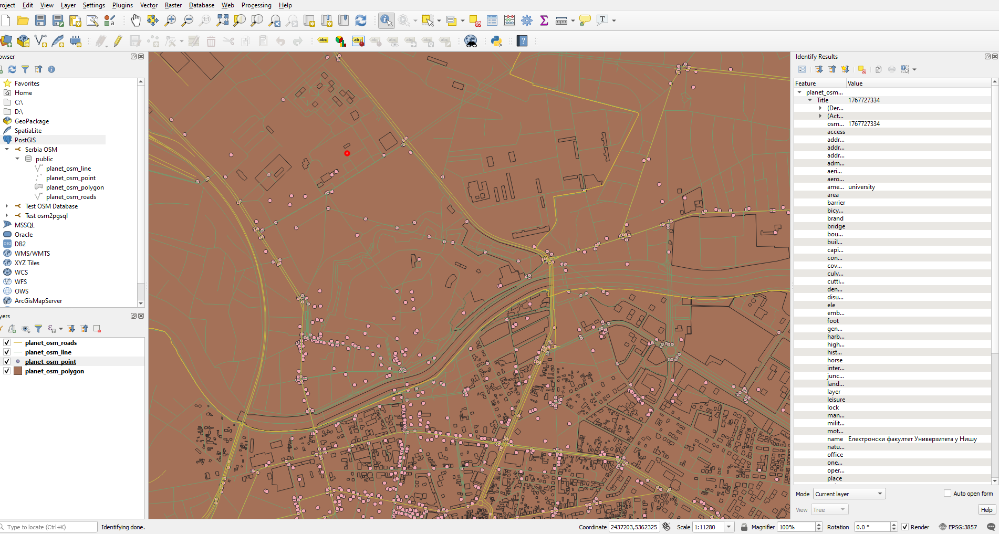 roject Edit View Layer Settings Plugins Vector Raster Database Web Processing Help
owser
Favorites
Home
C:\
D:\
GeoPackage
SpatiaLite
PostGIS
Serbia OSM
public
planet_osm_line
planet_osm_point
planet_osm_polygon
planet_osm_roads
Test OSM Database
Test osm2pgsql
MSSQL
Oracle
DB2
WMS/WMTS
XYZ Tiles
WCS
WFS
OWS
ArcGisMapServer
yers
planet_osm_roads
planet_osm_line
planet_osm_point
planet_osm_polygon
Identify Results
Feature Value
planet_osm...
Title 1767727334
(Der...
(Act...
osm... 1767727334
access
addr...
addr...
addr...
adm...
aeri...
aero...
ame... university
area
barrier
bicy...
brand
bridge
bou...
buil...
capi...
con...
cov...
culv...
cutti...
den...
disu...
ele
emb...
foot
gen...
harb...
high...
hist...
horse
inter...
junc...
land...
layer
leisure
lock
man...
milit...
mot...
name Електронски факултет Универзитета у Нишу
natu...
office
one...
oper...
place
Mode Current layer Auto open form
View Tree Help
Type to locate (Ctrl+K) Identifying done. Coordinate 2437203,5362325 Scale 1:11280 Magnifier 100% Rotation 0.0 ° Render EPSG:3857